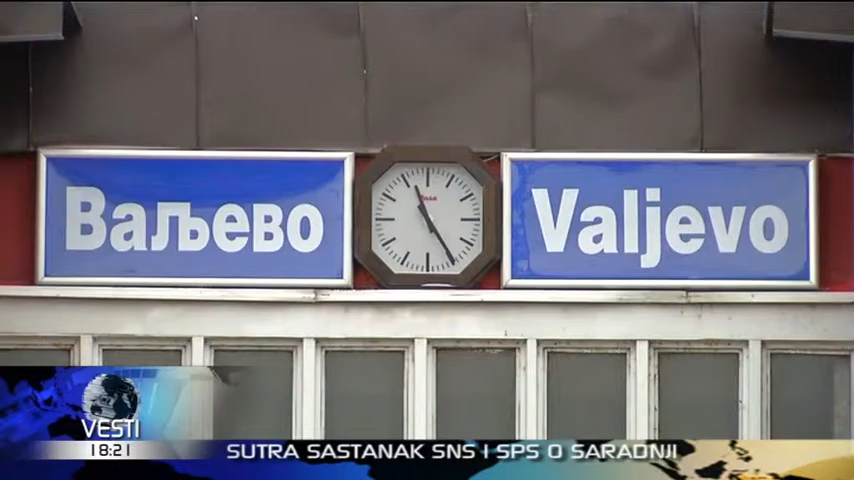 Ваљево
Valjevo
VESTI
18:21
SUTRA SASTANAK SNS I SPS O SARADNJI